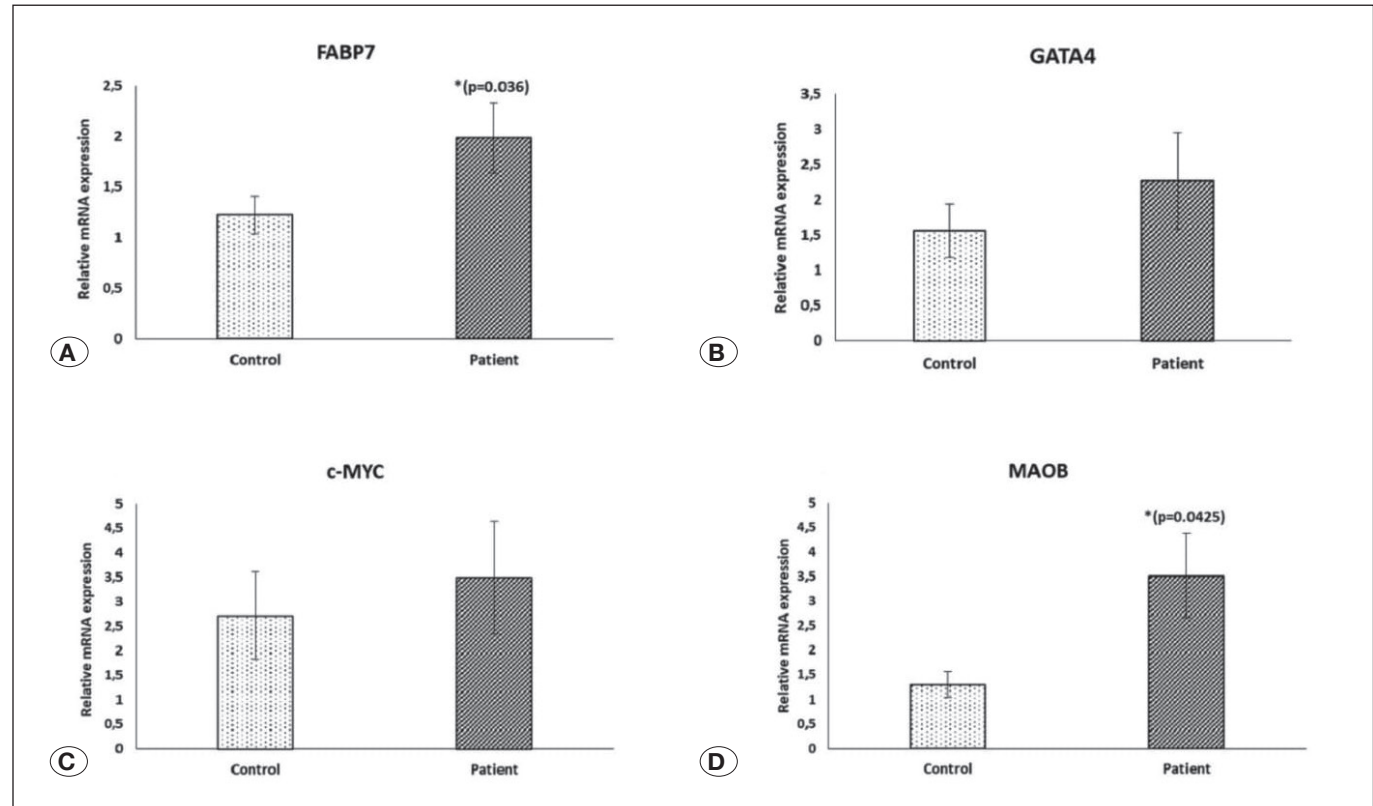 FABP7
*(p=0.036)
Relative mRNA expression
2,5
2
1,5
1
0,5
0
Control Patient
A
GATA4
Relative mRNA expression
3,5
3
2,5
2
1,5
1
0,5
0
Control Patient
B
c-MYC
Relative mRNA expression
5
4,5
4
3,5
3
2,5
2
1,5
1
0,5
0
Control Patient
C
MAOB
*(p=0.0425)
Relative mRNA expression
5
4,5
4
3,5
3
2,5
2
1,5
1
0,5
0
Control Patient
D